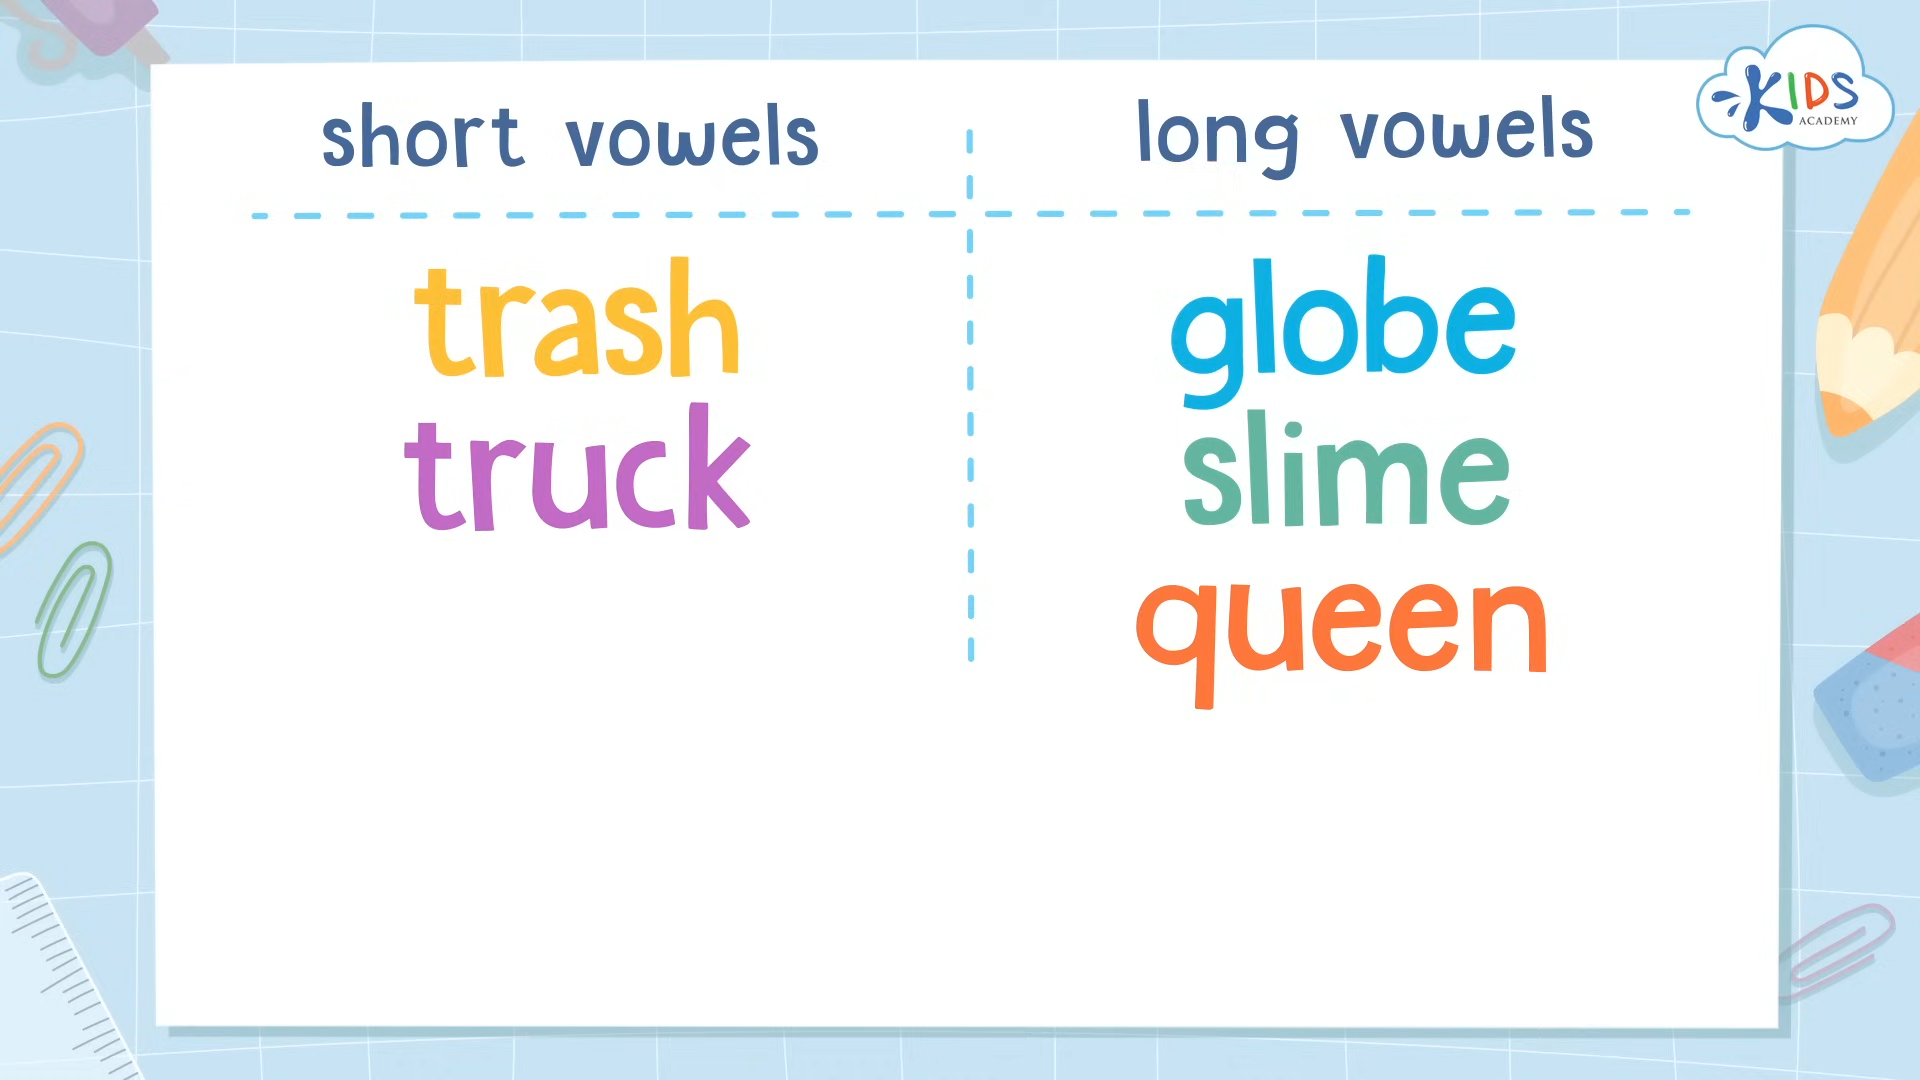 short vowels
long vowels
KIDS
ACADEMY
trash
truck
globe
slime
queen